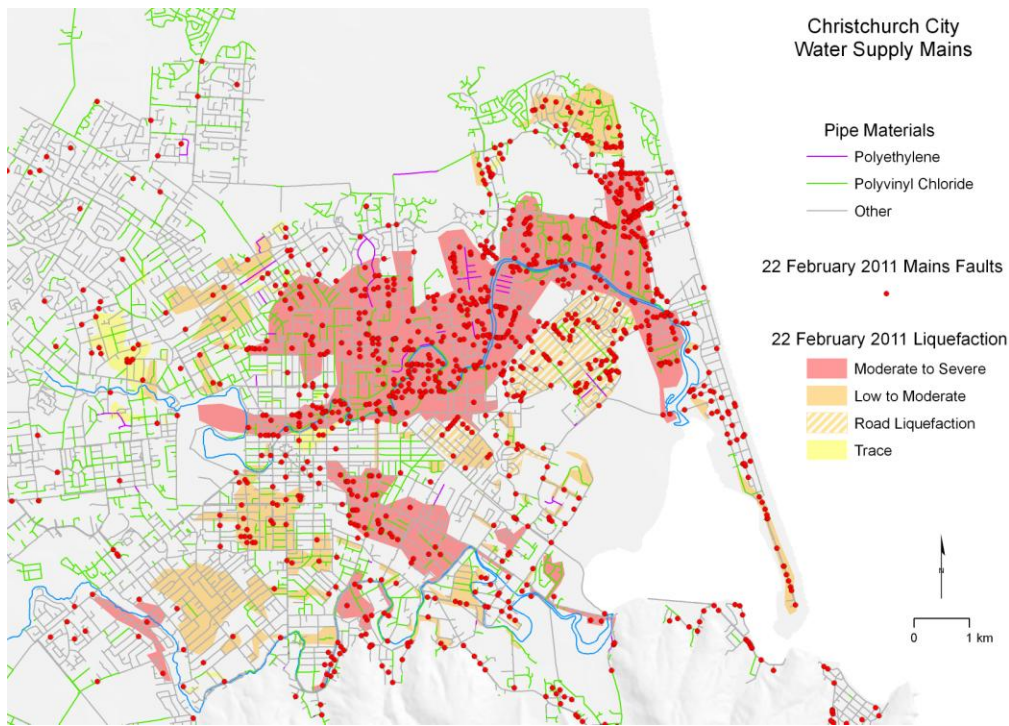 Christchurch City
Water Supply Mains
Pipe Materials
Polyethylene
Polyvinyl Chloride
Other
22 February 2011 Mains Faults
22 February 2011 Liquefaction
Moderate to Severe
Low to Moderate
Road Liquefaction
Trace
N
0 1 km